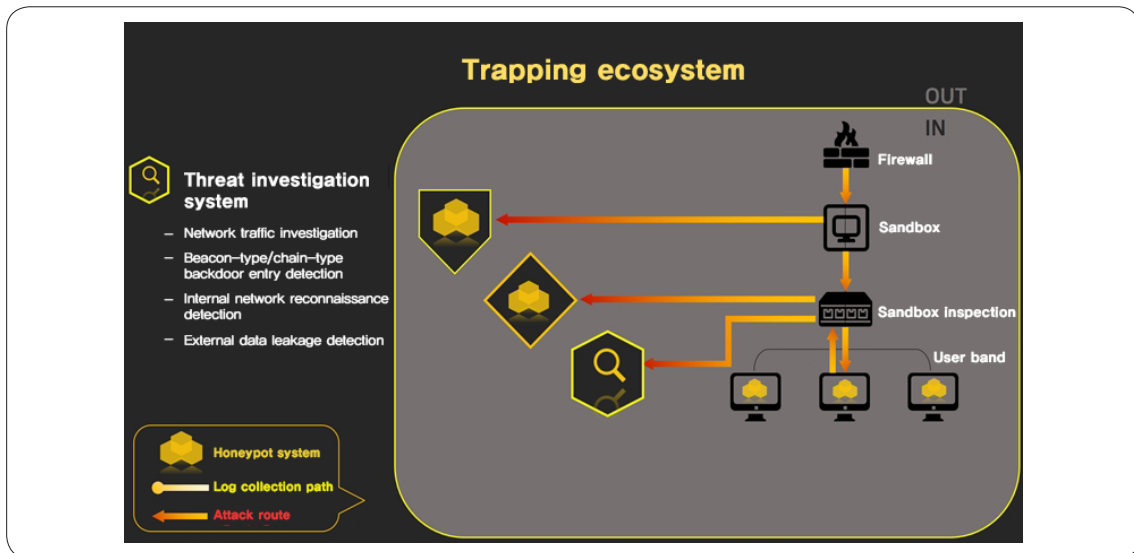 Trapping ecosystem
OUT
IN
Firewall
Threat investigation
system
– Network traffic investigation
– Beacon–type/chain–type
backdoor entry detection
– Internal network reconnaissance
detection
– External data leakage detection
Sandbox
Sandbox inspection
User band
Honeypot system
Log collection path
Attack route